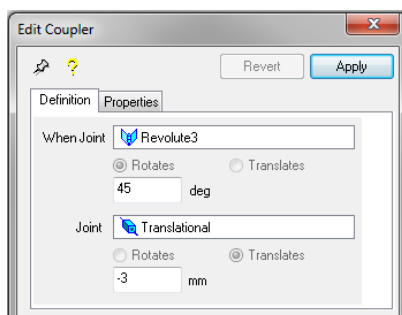 Edit Coupler
? Revert Apply
Definition Properties
When Joint Revolute3
Rotates Translates
45 deg
Joint Translational
Rotates Translates
-3 mm